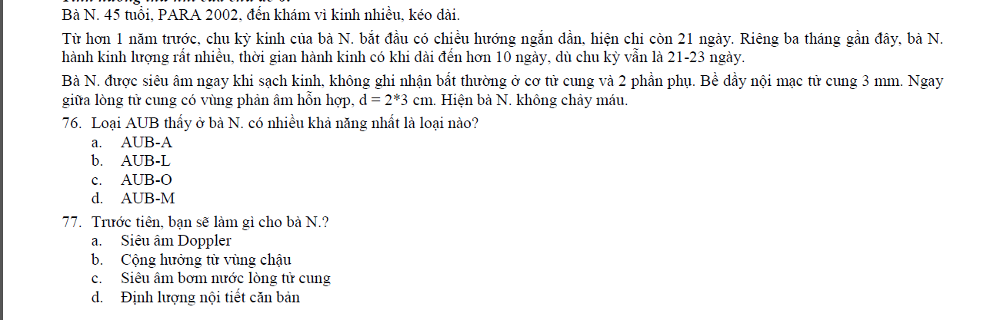 Bà N. 45 tuổi, PARA 2002, đến khám vì kinh nhiều, kéo dài.
Từ hơn 1 năm trước, chu kỳ kinh của bà N. bắt đầu có chiều hướng ngắn dần, hiện chỉ còn 21 ngày. Riêng ba tháng gần đây, bà N.
hành kinh lượng rất nhiều, thời gian hành kinh có khi dài đến hơn 10 ngày, dù chu kỳ vẫn là 21-23 ngày.
Bà N. được siêu âm ngay khi sạch kinh, không ghi nhận bất thường ở cơ tử cung và 2 phần phụ. Bề dầy nội mạc tử cung 3 mm. Ngay
giữa lòng tử cung có vùng phản âm hỗn hợp, d = 2*3 cm. Hiện bà N. không chảy máu.
76. Loại AUB thấy ở bà N. có nhiều khả năng nhất là loại nào?
a. AUB-A
b. AUB-L
c. AUB-O
d. AUB-M
77. Trước tiên, bạn sẽ làm gì cho bà N.?
a. Siêu âm Doppler
b. Cộng hưởng từ vùng chậu
c. Siêu âm bơm nước lòng tử cung
d. Định lượng nội tiết căn bản